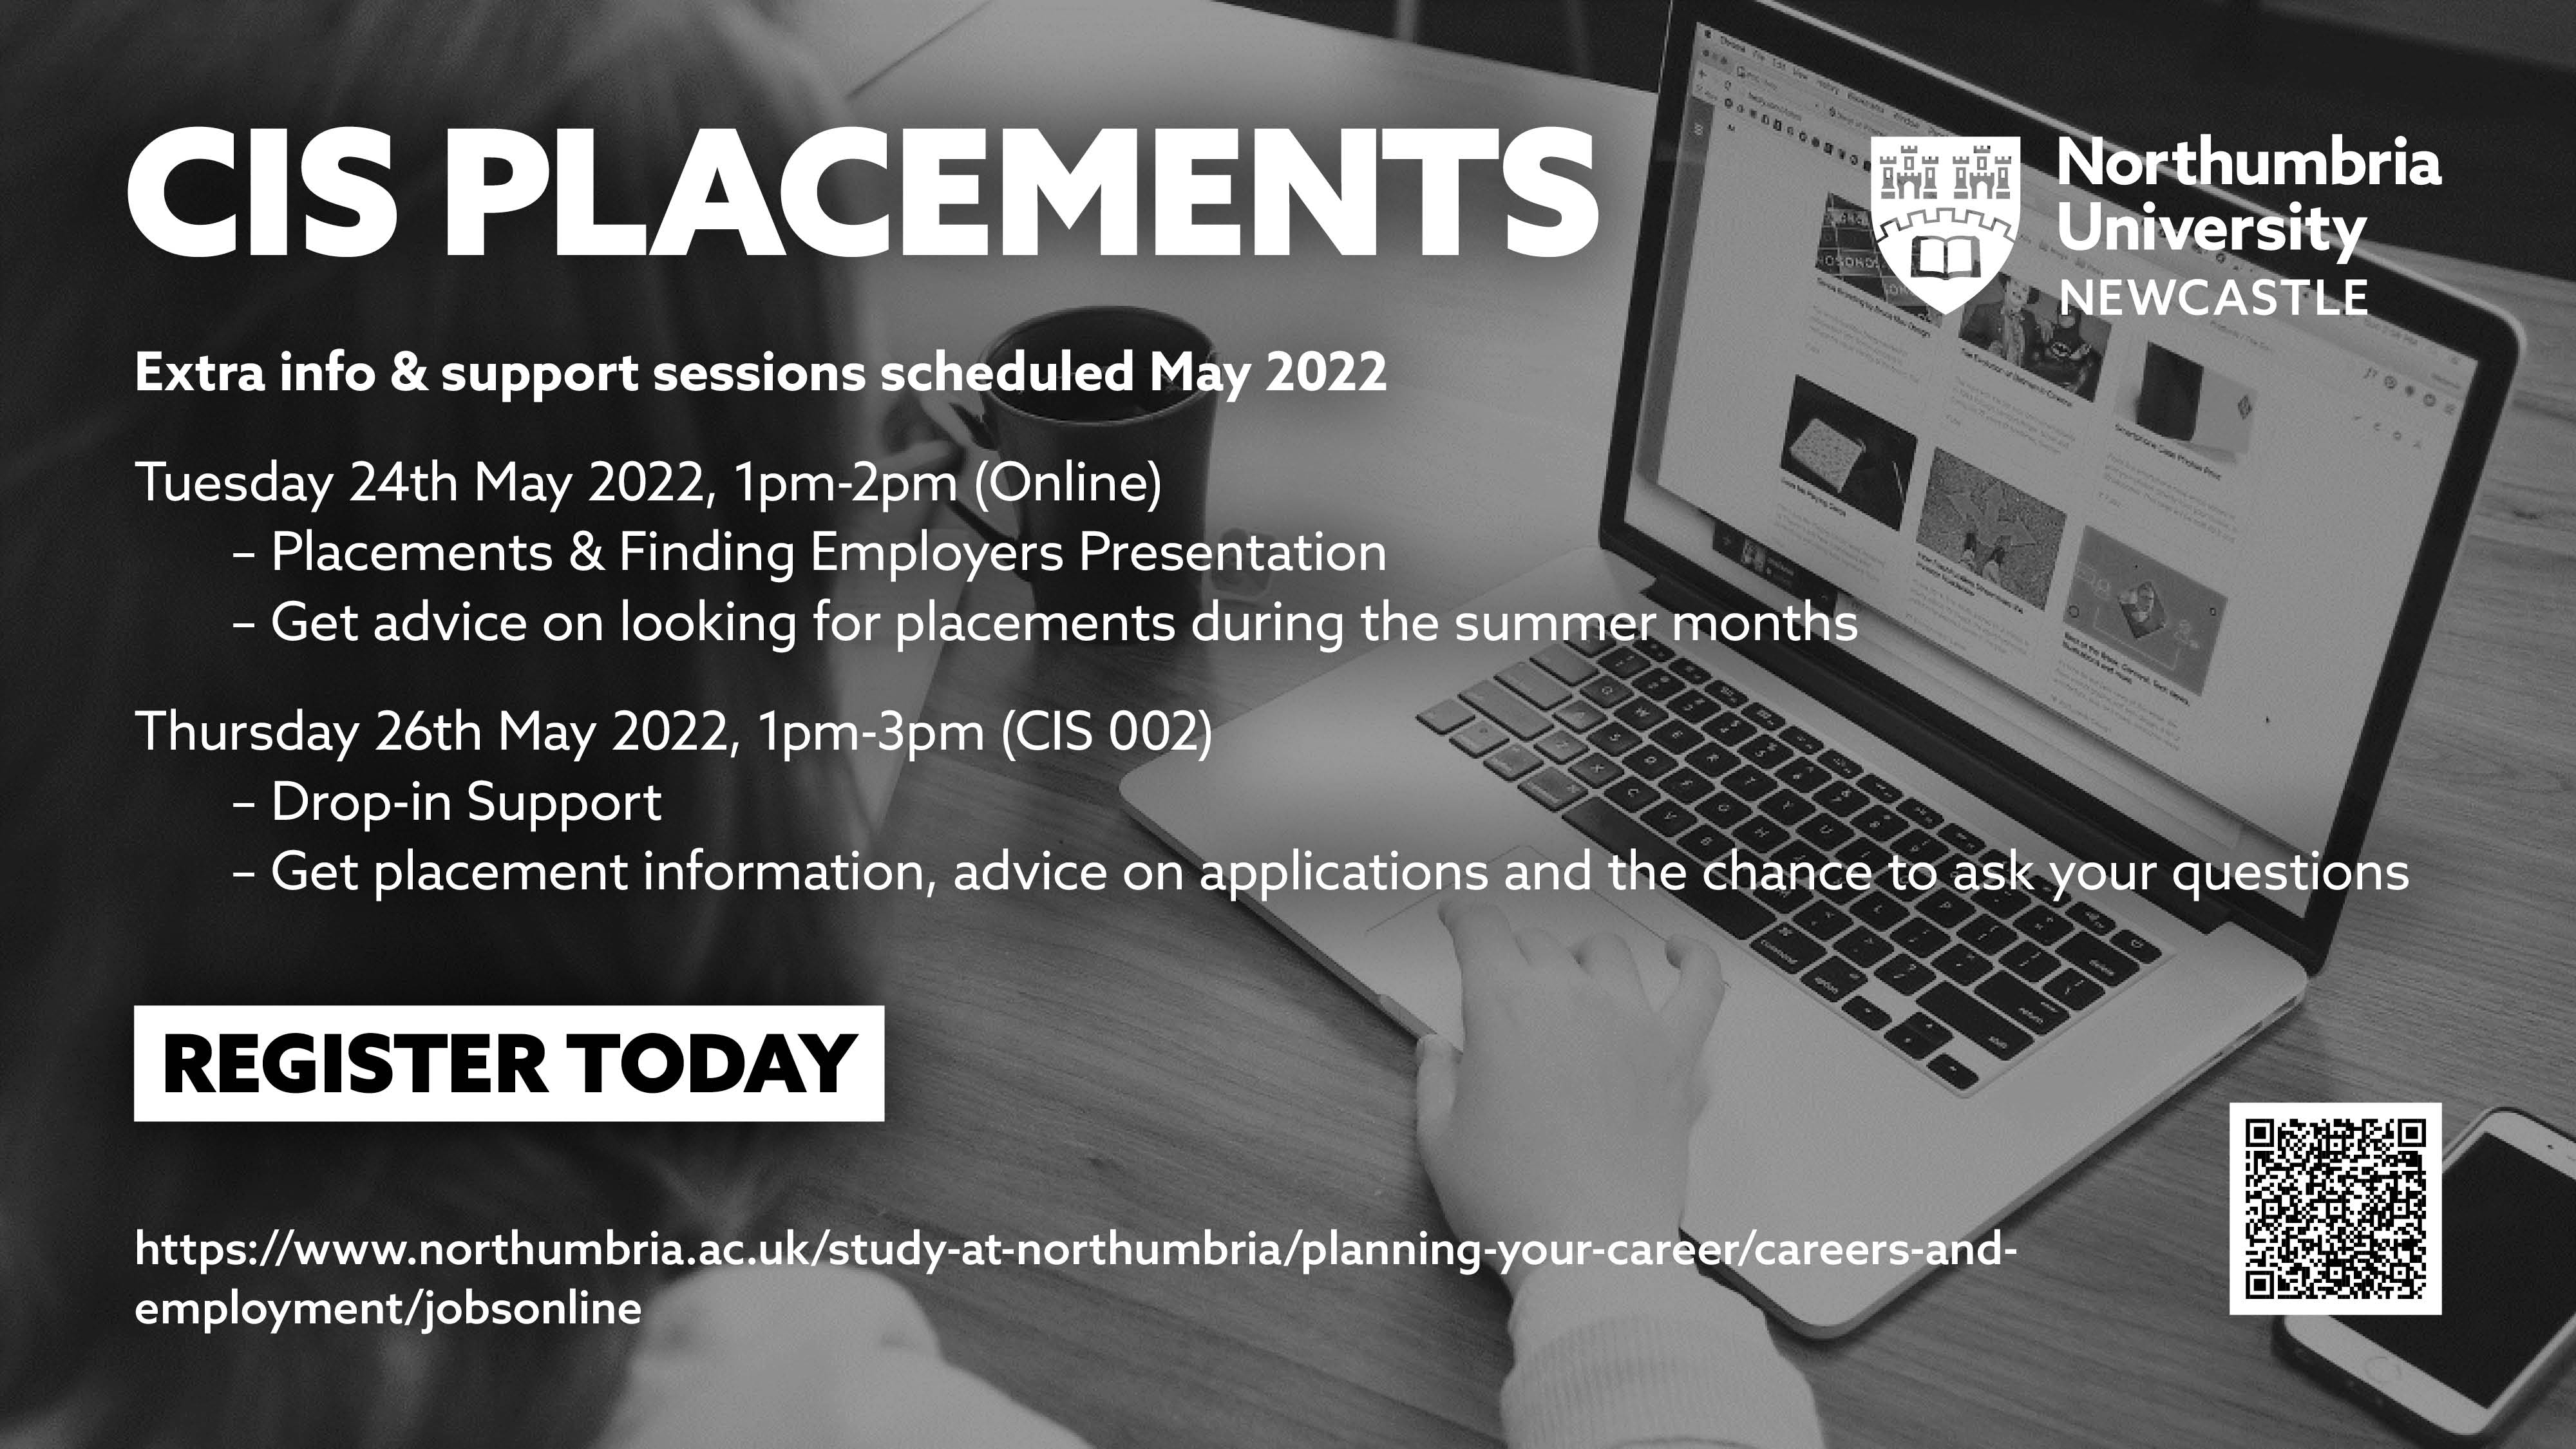 CIS PLACEMENTS
Northumbria
University
NEWCASTLE
Extra info & support sessions scheduled May 2022
Tuesday 24th May 2022, 1pm-2pm (Online)
– Placements & Finding Employers Presentation
– Get advice on looking for placements during the summer months
Thursday 26th May 2022, 1pm-3pm (CIS 002)
– Drop-in Support
– Get placement information, advice on applications and the chance to ask your questions
REGISTER TODAY
https://www.northumbria.ac.uk/study-at-northumbria/planning-your-career/careers-and-
employment/jobsonline